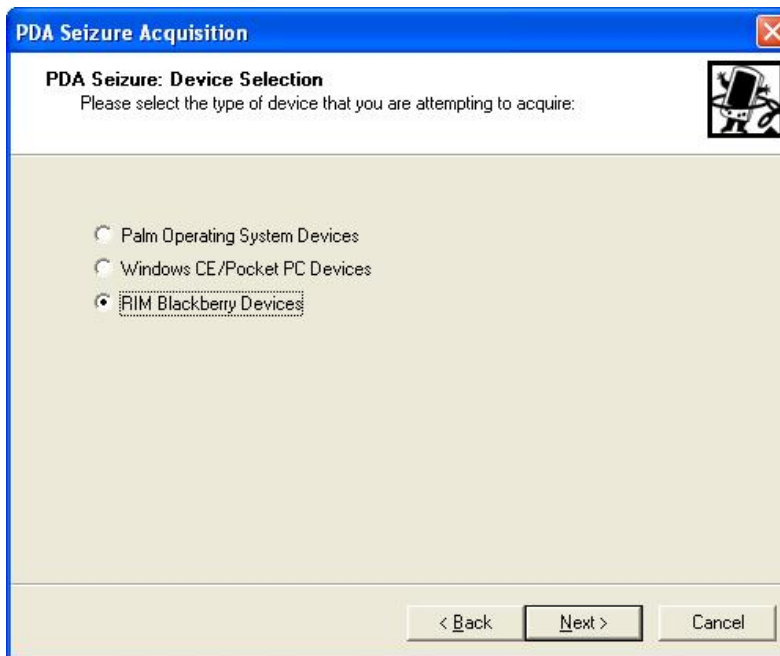 PDA Seizure Acquisition
PDA Seizure: Device Selection
Please select the type of device that you are attempting to acquire:
Palm Operating System Devices
Windows CE/Pocket PC Devices
RIM Blackberry Devices
< Back Next > Cancel